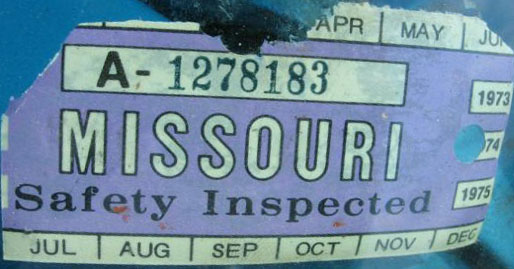 APR MAY
A-1278183
1973
MISSOURI
74
Safety Inspected
1975
JUL AUG SEP OCT NOV DEC